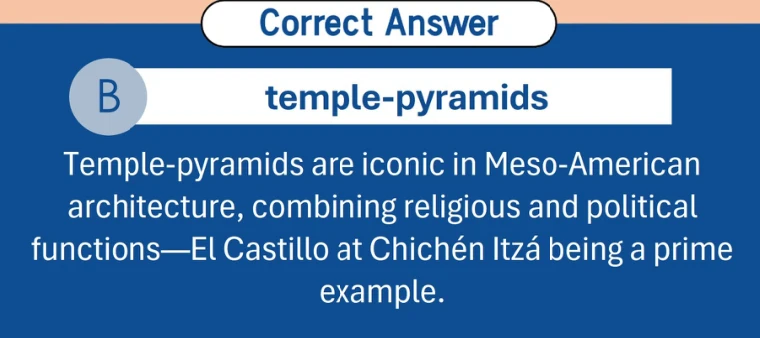 Correct Answer
B
temple-pyramids
Temple-pyramids are iconic in Meso-American
architecture, combining religious and political
functions—El Castillo at Chichén Itzá being a prime
example.